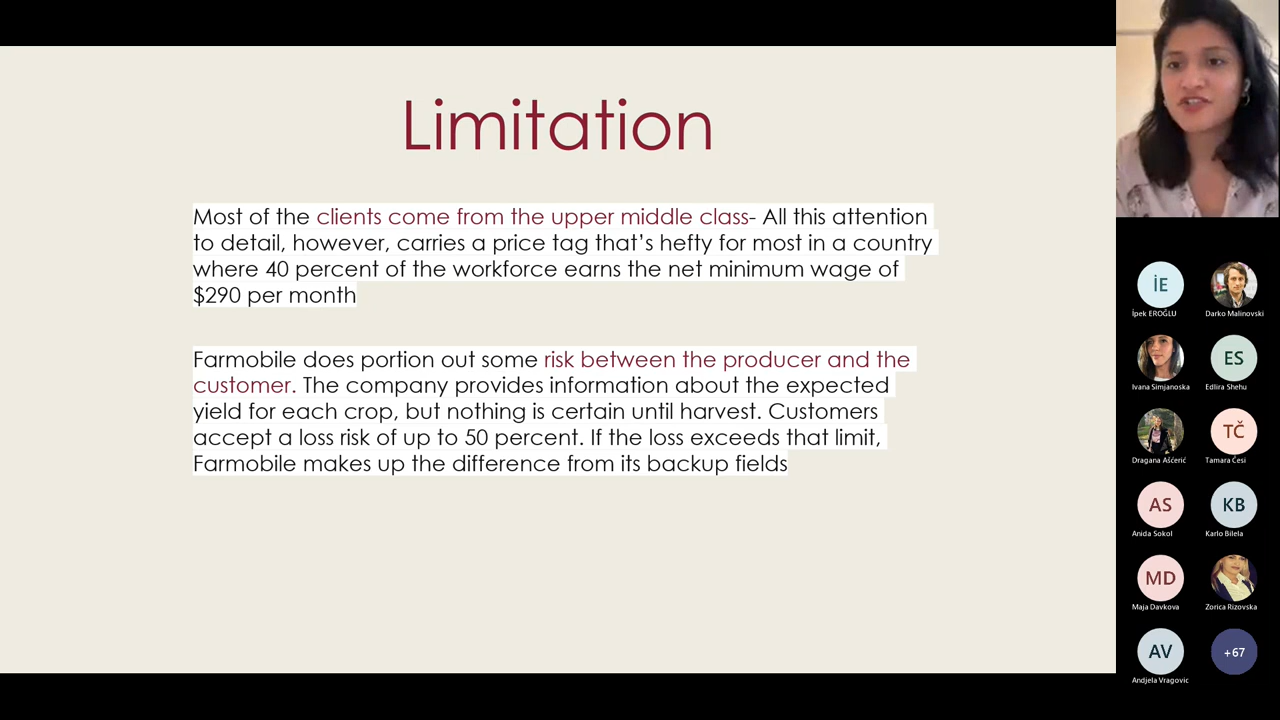 Limitation
Most of the clients come from the upper middle class- All this attention
to detail, however, carries a price tag that’s hefty for most in a country
where 40 percent of the workforce earns the net minimum wage of
$290 per month
Farmobile does portion out some risk between the producer and the
customer. The company provides information about the expected
yield for each crop, but nothing is certain until harvest. Customers
accept a loss risk of up to 50 percent. If the loss exceeds that limit,
Farmobile makes up the difference from its backup fields
İE
İpek EROĞLU
Darko Malinovski
Ivana Simjanoska
ES
Edlira Shehu
Dragana Ašćerić
TČ
Tamara Česi
AS
Anida Sokol
KB
Karlo Bilela
MD
Maja Davkova
Zorica Rizovska
AV
Andjela Vragovic
+67